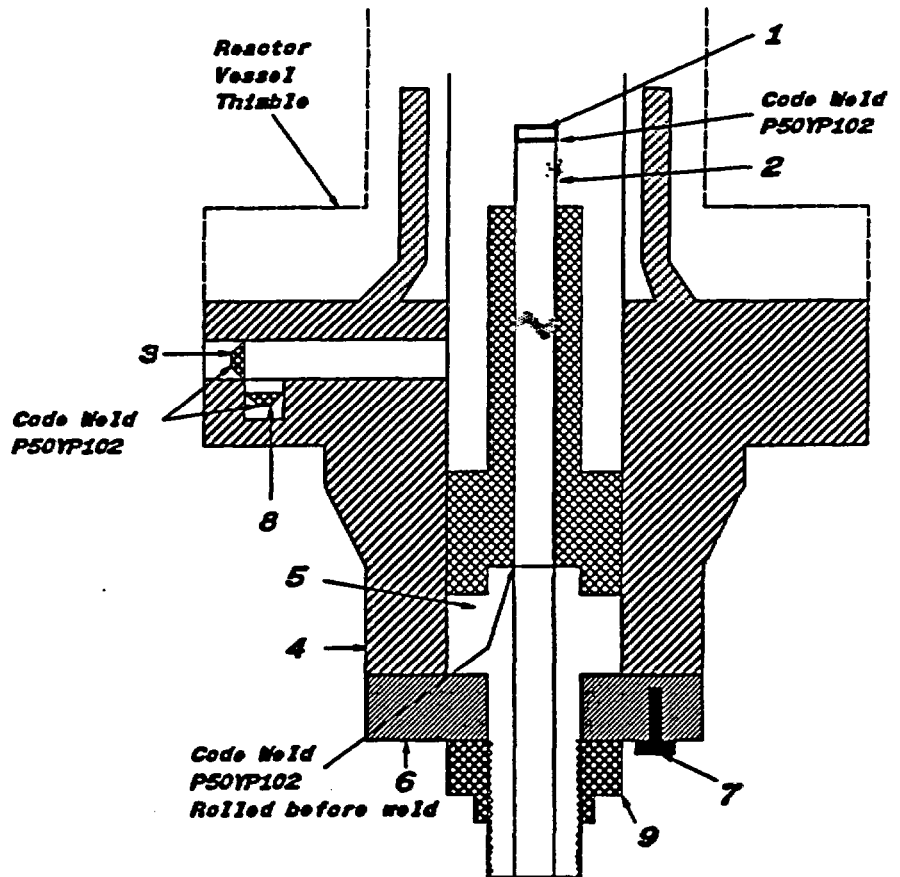 1
Reactor
Vessel
Thimble
Code Weld
P50YP102
2
3
Code Weld
P50YP102
8
5
4
Code Weld
P50YP102
Rolled before weld
6
7
9